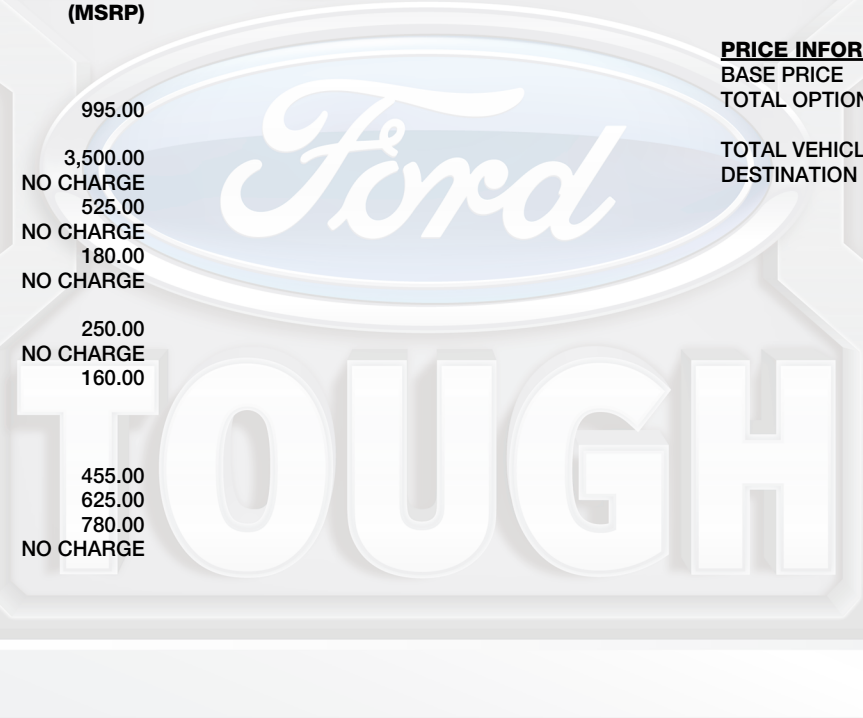 (MSRP)
995.00
3,500.00
NO CHARGE
525.00
NO CHARGE
180.00
NO CHARGE
250.00
NO CHARGE
160.00
455.00
625.00
780.00
NO CHARGE
PRICE INFOR
BASE PRICE
TOTAL OPTION
TOTAL VEHICL
DESTINATION
Ford
TOUGH